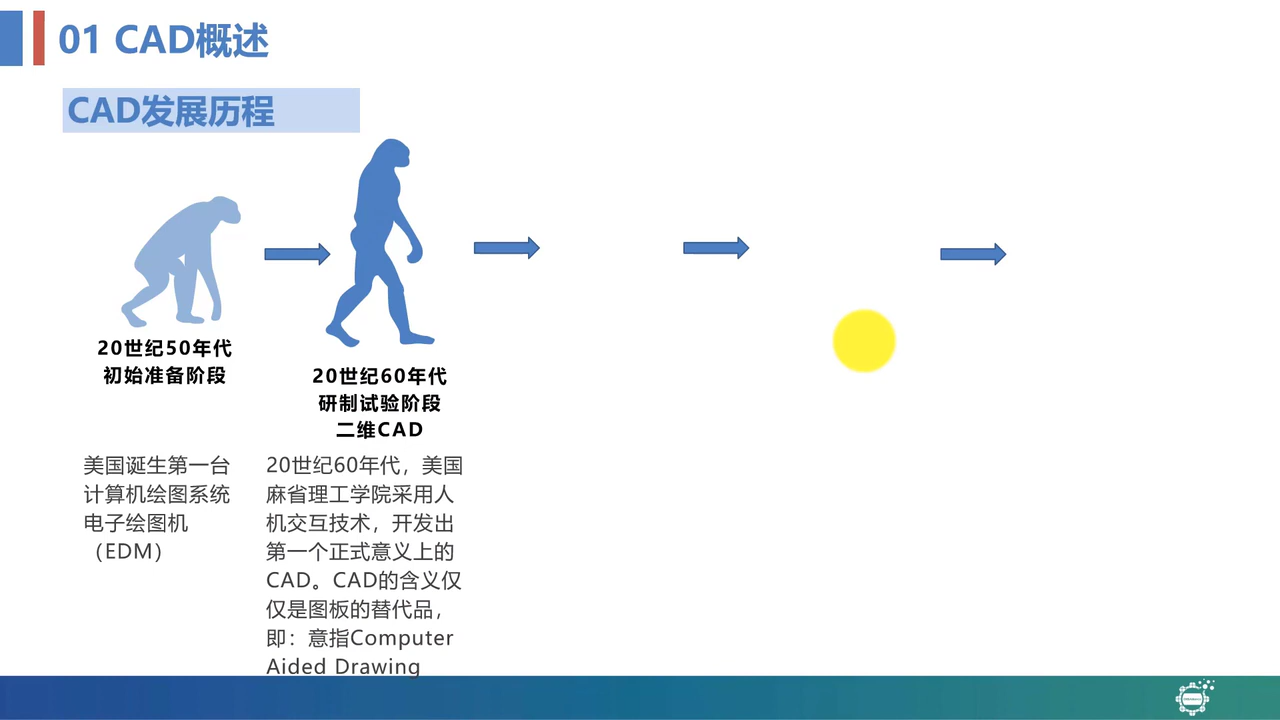 01 CAD概述
CAD发展历程
20世纪50年代
初始准备阶段
美国诞生第一台
计算机绘图系统
电子绘图机
（EDM）
20世纪60年代
研制试验阶段
二维CAD
20世纪60年代，美国
麻省理工学院采用人
机交互技术，开发出
第一个正式意义上的
CAD。CAD的含义仅
仅是图板的替代品，
即：意指Computer
Aided Drawing